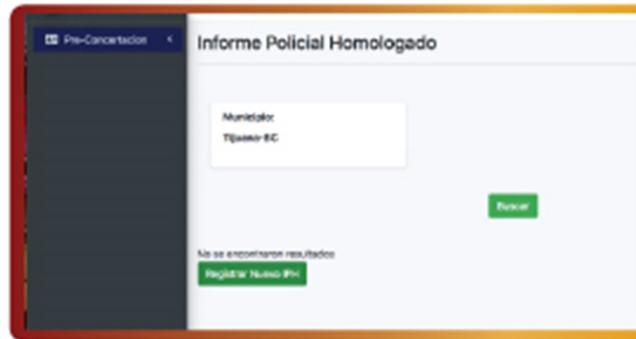 Pre-Concertacion
Informe Policial Homologado
Municipio:
Tijuana-BC
Buscar
No se encontraron resultados
Registrar Nuevo IPH